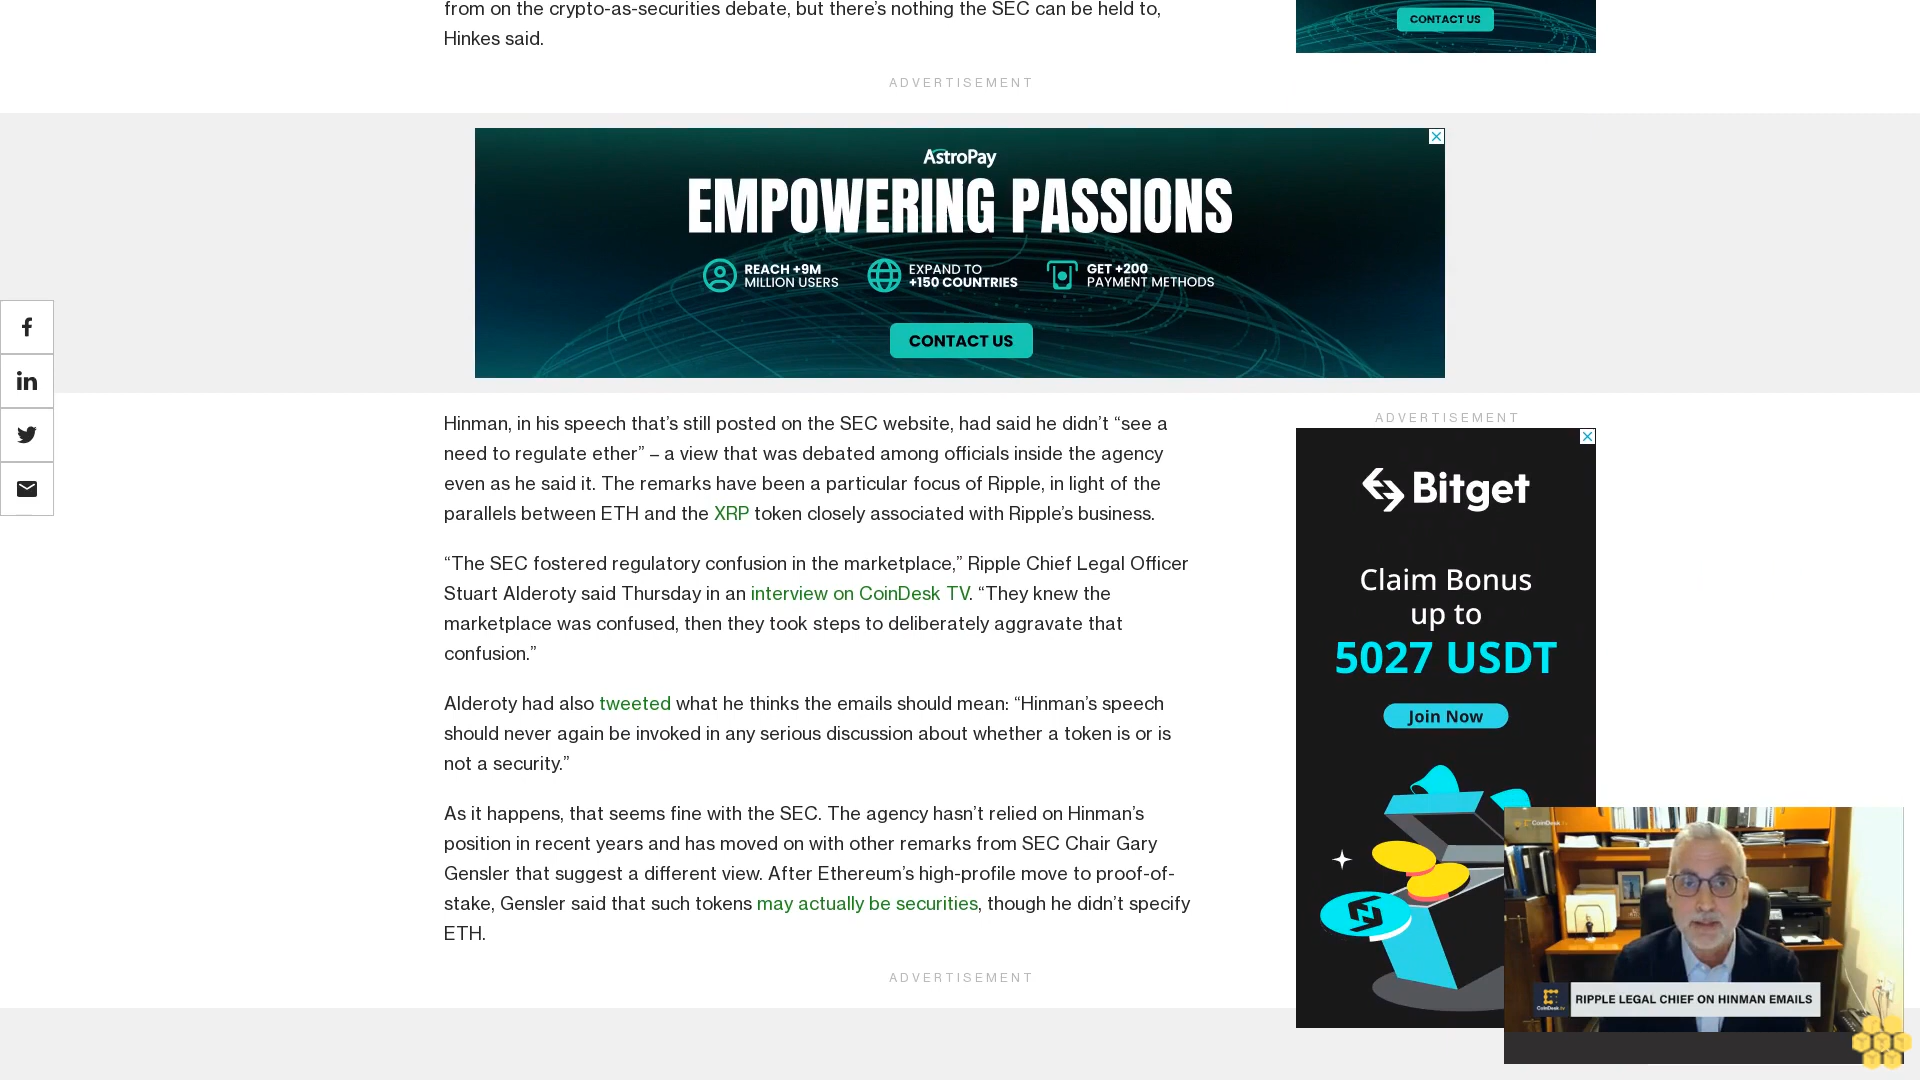 from on the crypto-as-securities debate, but there’s nothing the SEC can be held to,
Hinkes said.
CONTACT US
ADVERTISEMENT
AstroPay
EMPOWERING PASSIONS
REACH +9M
MILLION USERS
EXPAND TO
+150 COUNTRIES
GET +200
PAYMENT METHODS
CONTACT US
Hinman, in his speech that’s still posted on the SEC website, had said he didn’t “see a
need to regulate ether” – a view that was debated among officials inside the agency
even as he said it. The remarks have been a particular focus of Ripple, in light of the
parallels between ETH and the XRP token closely associated with Ripple’s business.
“The SEC fostered regulatory confusion in the marketplace,” Ripple Chief Legal Officer
Stuart Alderoty said Thursday in an interview on CoinDesk TV. “They knew the
marketplace was confused, then they took steps to deliberately aggravate that
confusion.”
Alderoty had also tweeted what he thinks the emails should mean: “Hinman’s speech
should never again be invoked in any serious discussion about whether a token is or is
not a security.”
As it happens, that seems fine with the SEC. The agency hasn’t relied on Hinman’s
position in recent years and has moved on with other remarks from SEC Chair Gary
Gensler that suggest a different view. After Ethereum’s high-profile move to proof-of-
stake, Gensler said that such tokens may actually be securities, though he didn’t specify
ETH.
ADVERTISEMENT
ADVERTISEMENT
Bitget
Claim Bonus
up to
5027 USDT
Join Now
CoinDesk
CoinDesk.tv
RIPPLE LEGAL CHIEF ON HINMAN EMAILS